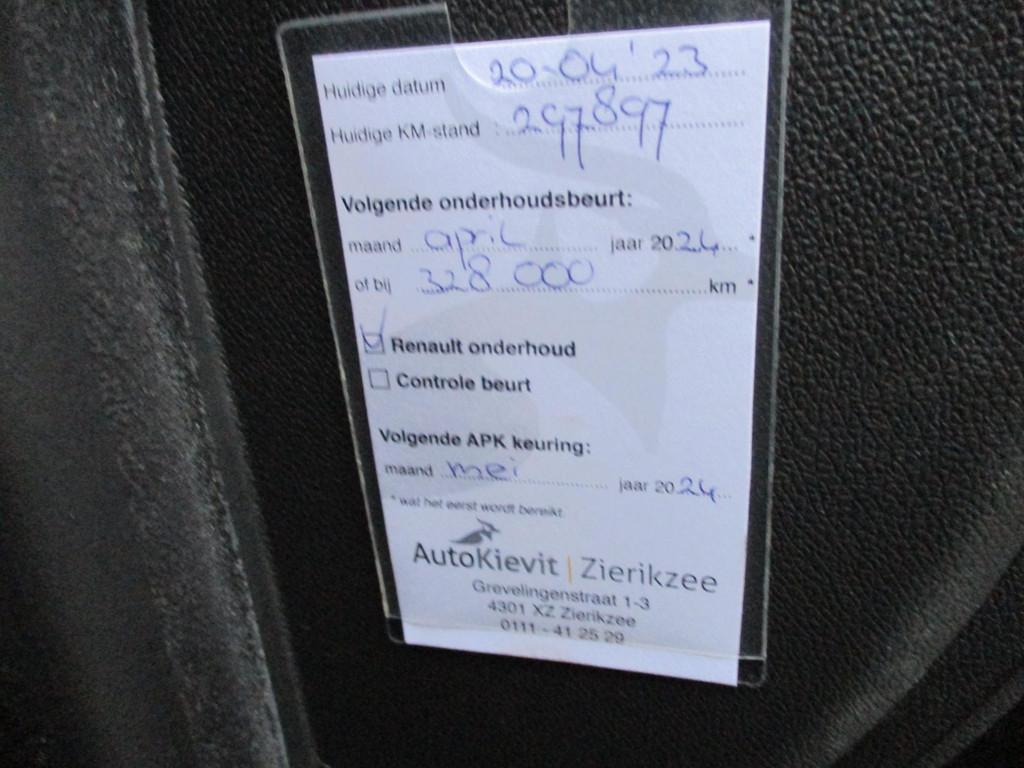 Huidige datum 20-04 '23
Huidige KM-stand : 297897
Volgende onderhoudsbeurt:
maand april jaar 2024 *
of bij 328 000 km *
Renault onderhoud
Controle beurt
Volgende APK keuring:
maand mei jaar 2024
* wat het eerst wordt bereikt.
AutoKievit | Zierikzee
Grevelingenstraat 1-3
4301 XZ Zierikzee
0111 - 41 25 29